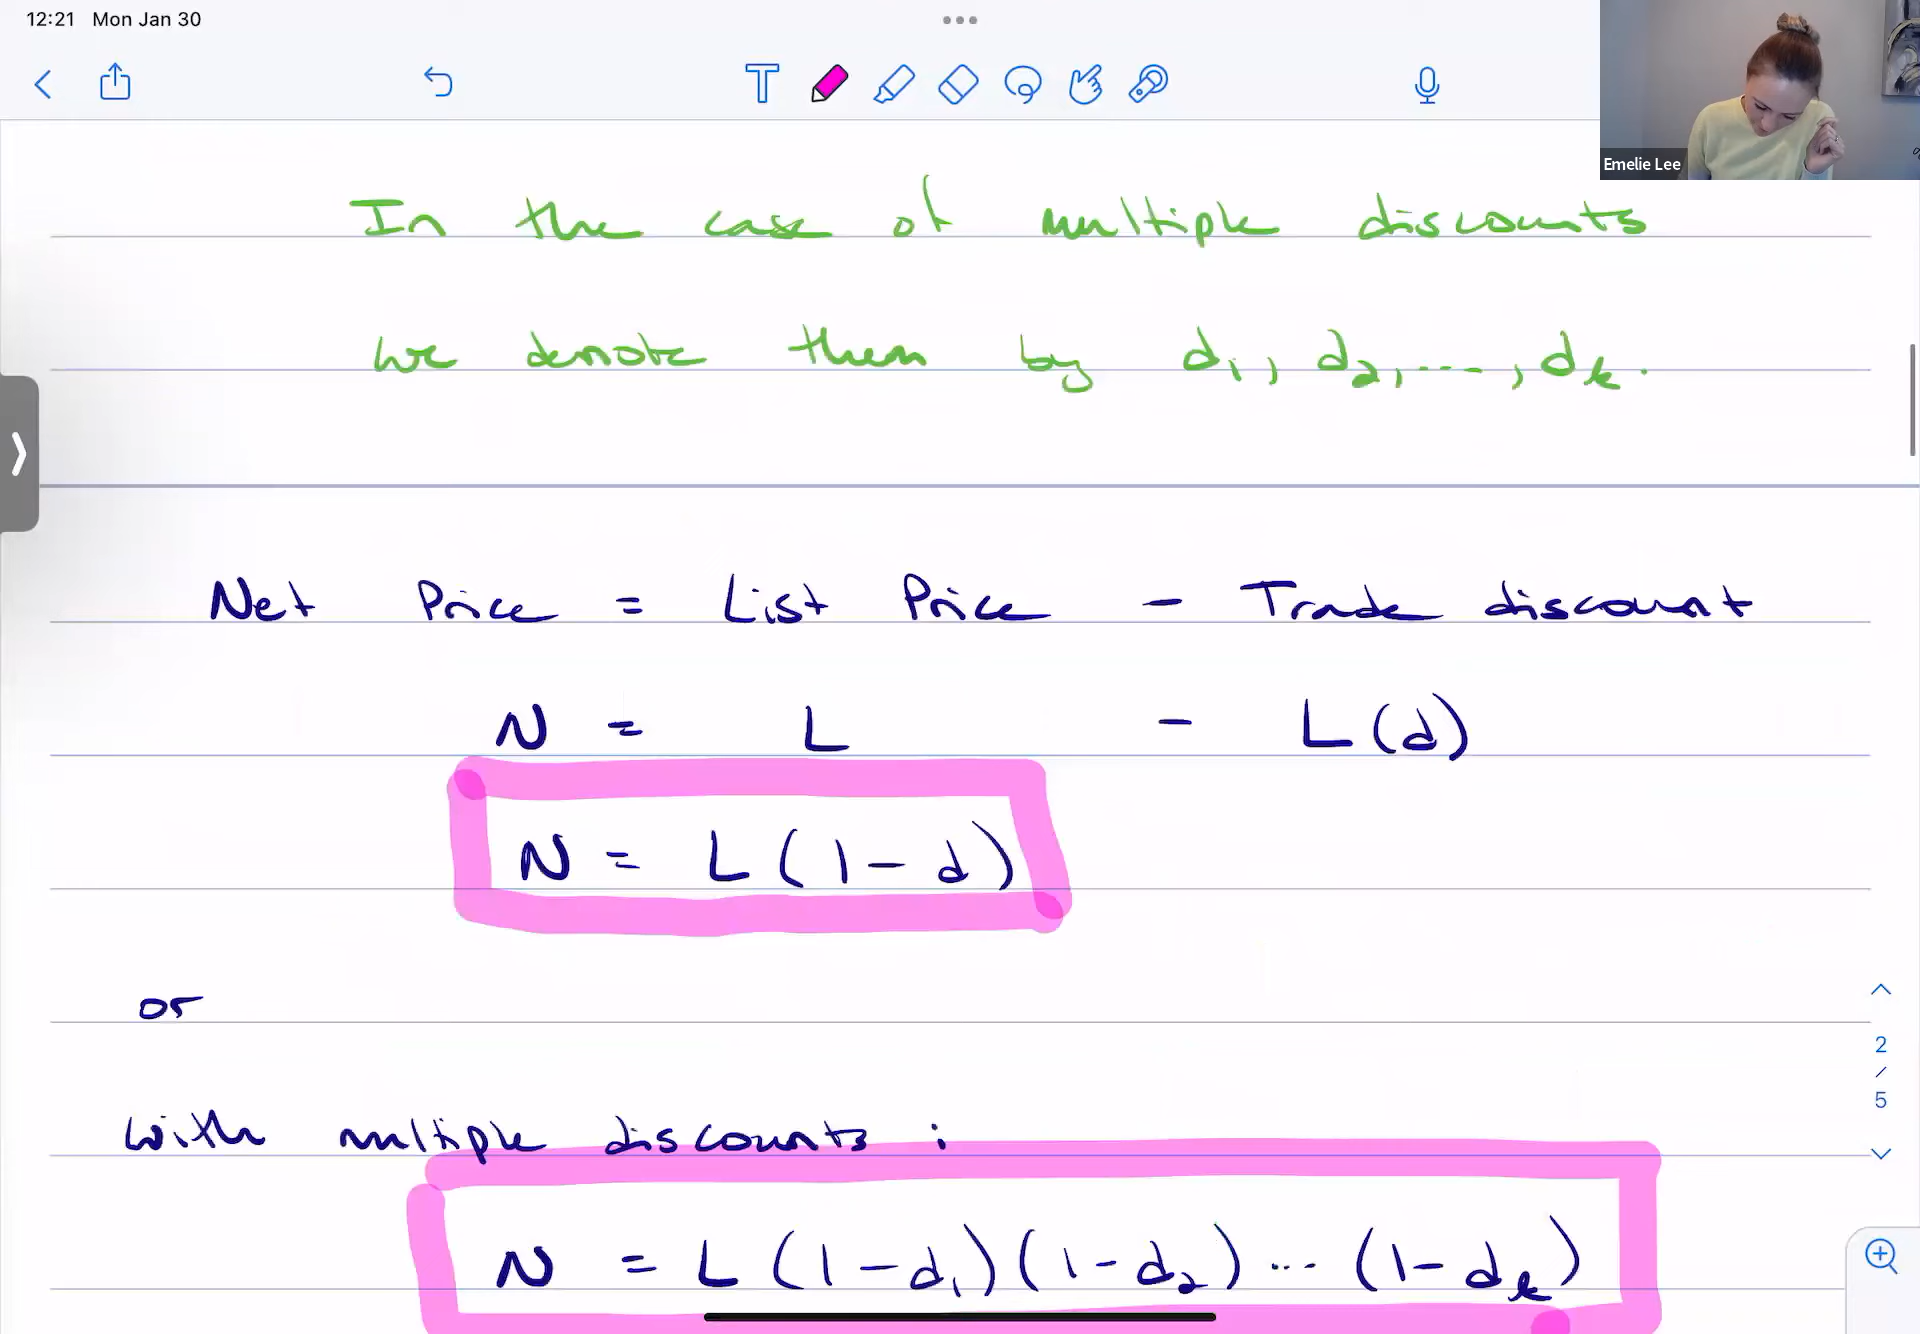 12:21 Mon Jan 30
T
Emelie Lee
In the case of multiple discounts
we denote them by d₁, d₂, ..., dₖ.
Net Price = List Price - Trade discount
N = L - L(d)
N = L(1-d)
or
2
/
5
with multiple discounts :
N = L(1-d₁)(1-d₂) ... (1-dₖ)